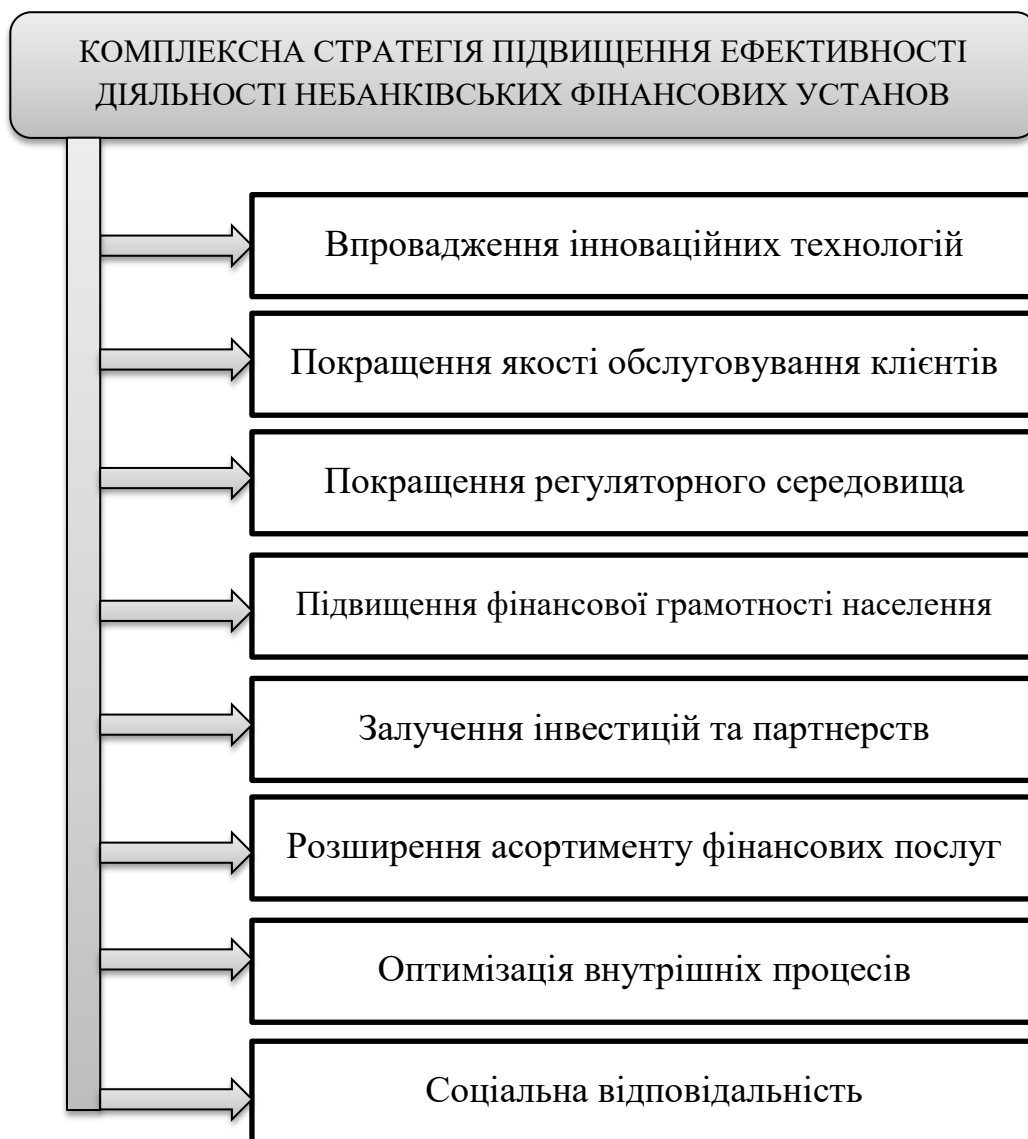 КОМПЛЕКСНА СТРАТЕГІЯ ПІДВИЩЕННЯ ЕФЕКТИВНОСТІ
ДІЯЛЬНОСТІ НЕБАНКІВСЬКИХ ФІНАНСОВИХ УСТАНОВ
Впровадження інноваційних технологій
Покращення якості обслуговування клієнтів
Покращення регуляторного середовища
Підвищення фінансової грамотності населення
Залучення інвестицій та партнерств
Розширення асортименту фінансових послуг
Оптимізація внутрішніх процесів
Соціальна відповідальність